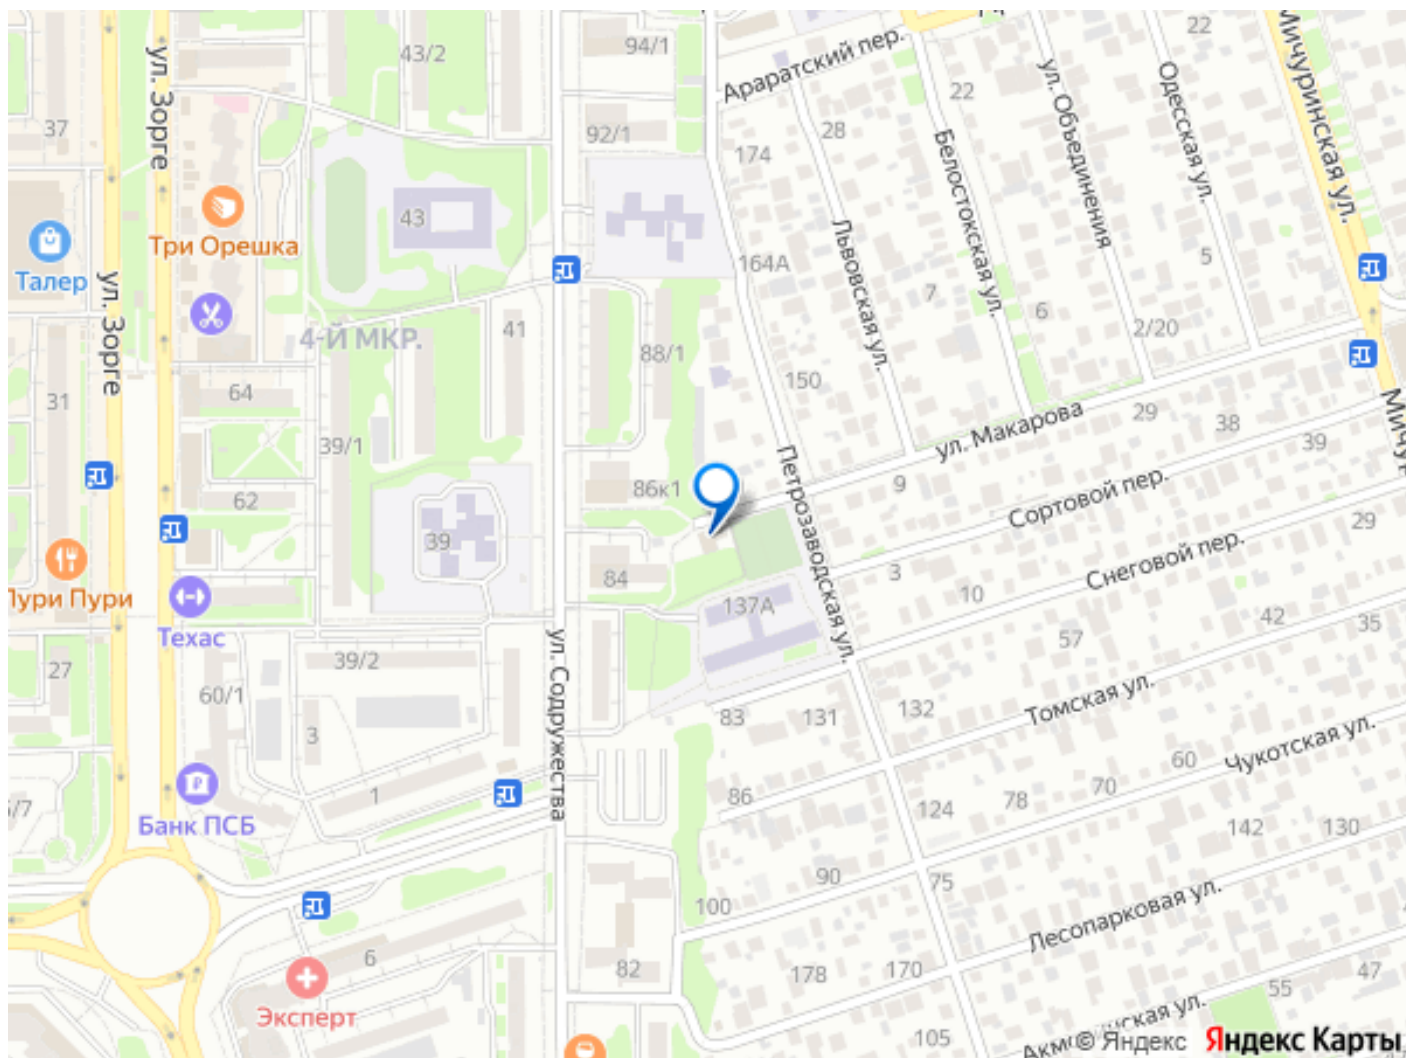 94/1
43/2
22
ул. Зорге
Араратский пер.
ул. Объединения
Одесская ул.
Мичуринская ул.
22
37
92/1
28
174
Белостокская ул.
43
Три Орешка
Талер
164А
Львовская ул.
5
7
6
2/20
ул. Зорге
4-Й МКР.
41
88/1
150
64
31
39/1
29
38
39
ул. Макарова
Петрозаводская ул.
62
86к1
9
Сортовой пер.
29
39
84
3
Снеговой пер.
10
Пури Пури
Техас
137А
42
35
57
27
39/2
60/1
3
ул. Содружества
83
131
132
Томская ул.
Чукотская ул.
60
1
86
124
78
70
Банк ПСБ
142
130
90
75
100
Лесопарковая ул.
6
82
178
170
47
55
Эксперт
105
© Яндекс Яндекс Карты